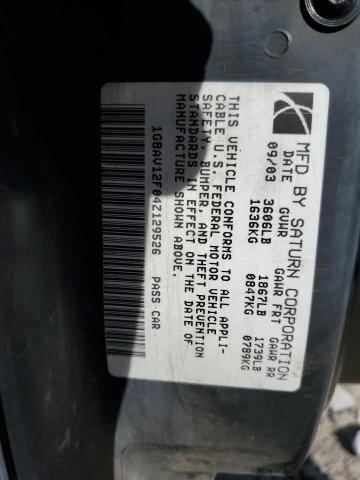 MFD BY SATURN CORPORATION
DATE GVWR GAWR FRT GAWR RR
09/03 3606LB 1867LB 1739LB
1636KG 0847KG 0789KG
THIS VEHICLE CONFORMS TO ALL APPLI-
CABLE U.S. FEDERAL MOTOR VEHICLE
SAFETY, BUMPER, AND THEFT PREVENTION
STANDARDS IN EFFECT ON THE DATE OF
MANUFACTURE SHOWN ABOVE.
1G8AV12F04Z129526 PASS CAR